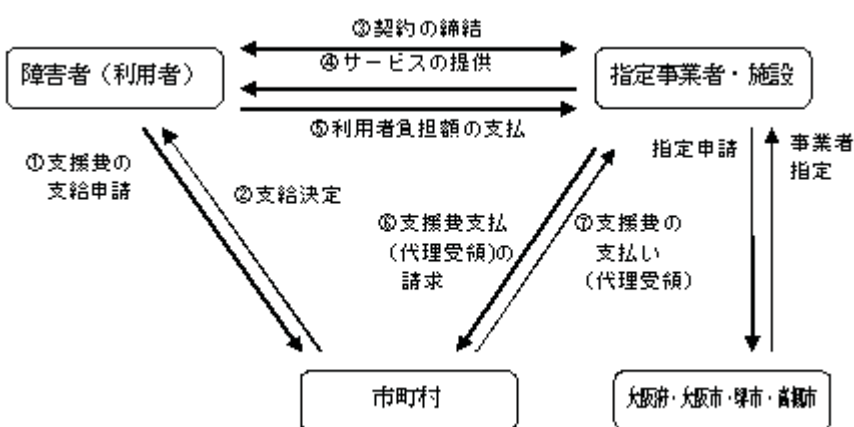 ③契約の締結
障害者（利用者）
④サービスの提供
指定事業者・施設
⑤利用者負担額の支払
①支援費の
支給申請
②支給決定
指定申請
事業者
指定
⑥支援費支払
(代理受領)の
請求
⑦支援費の
支払い
(代理受領)
市町村
大阪府・大阪市・堺市・高槻市